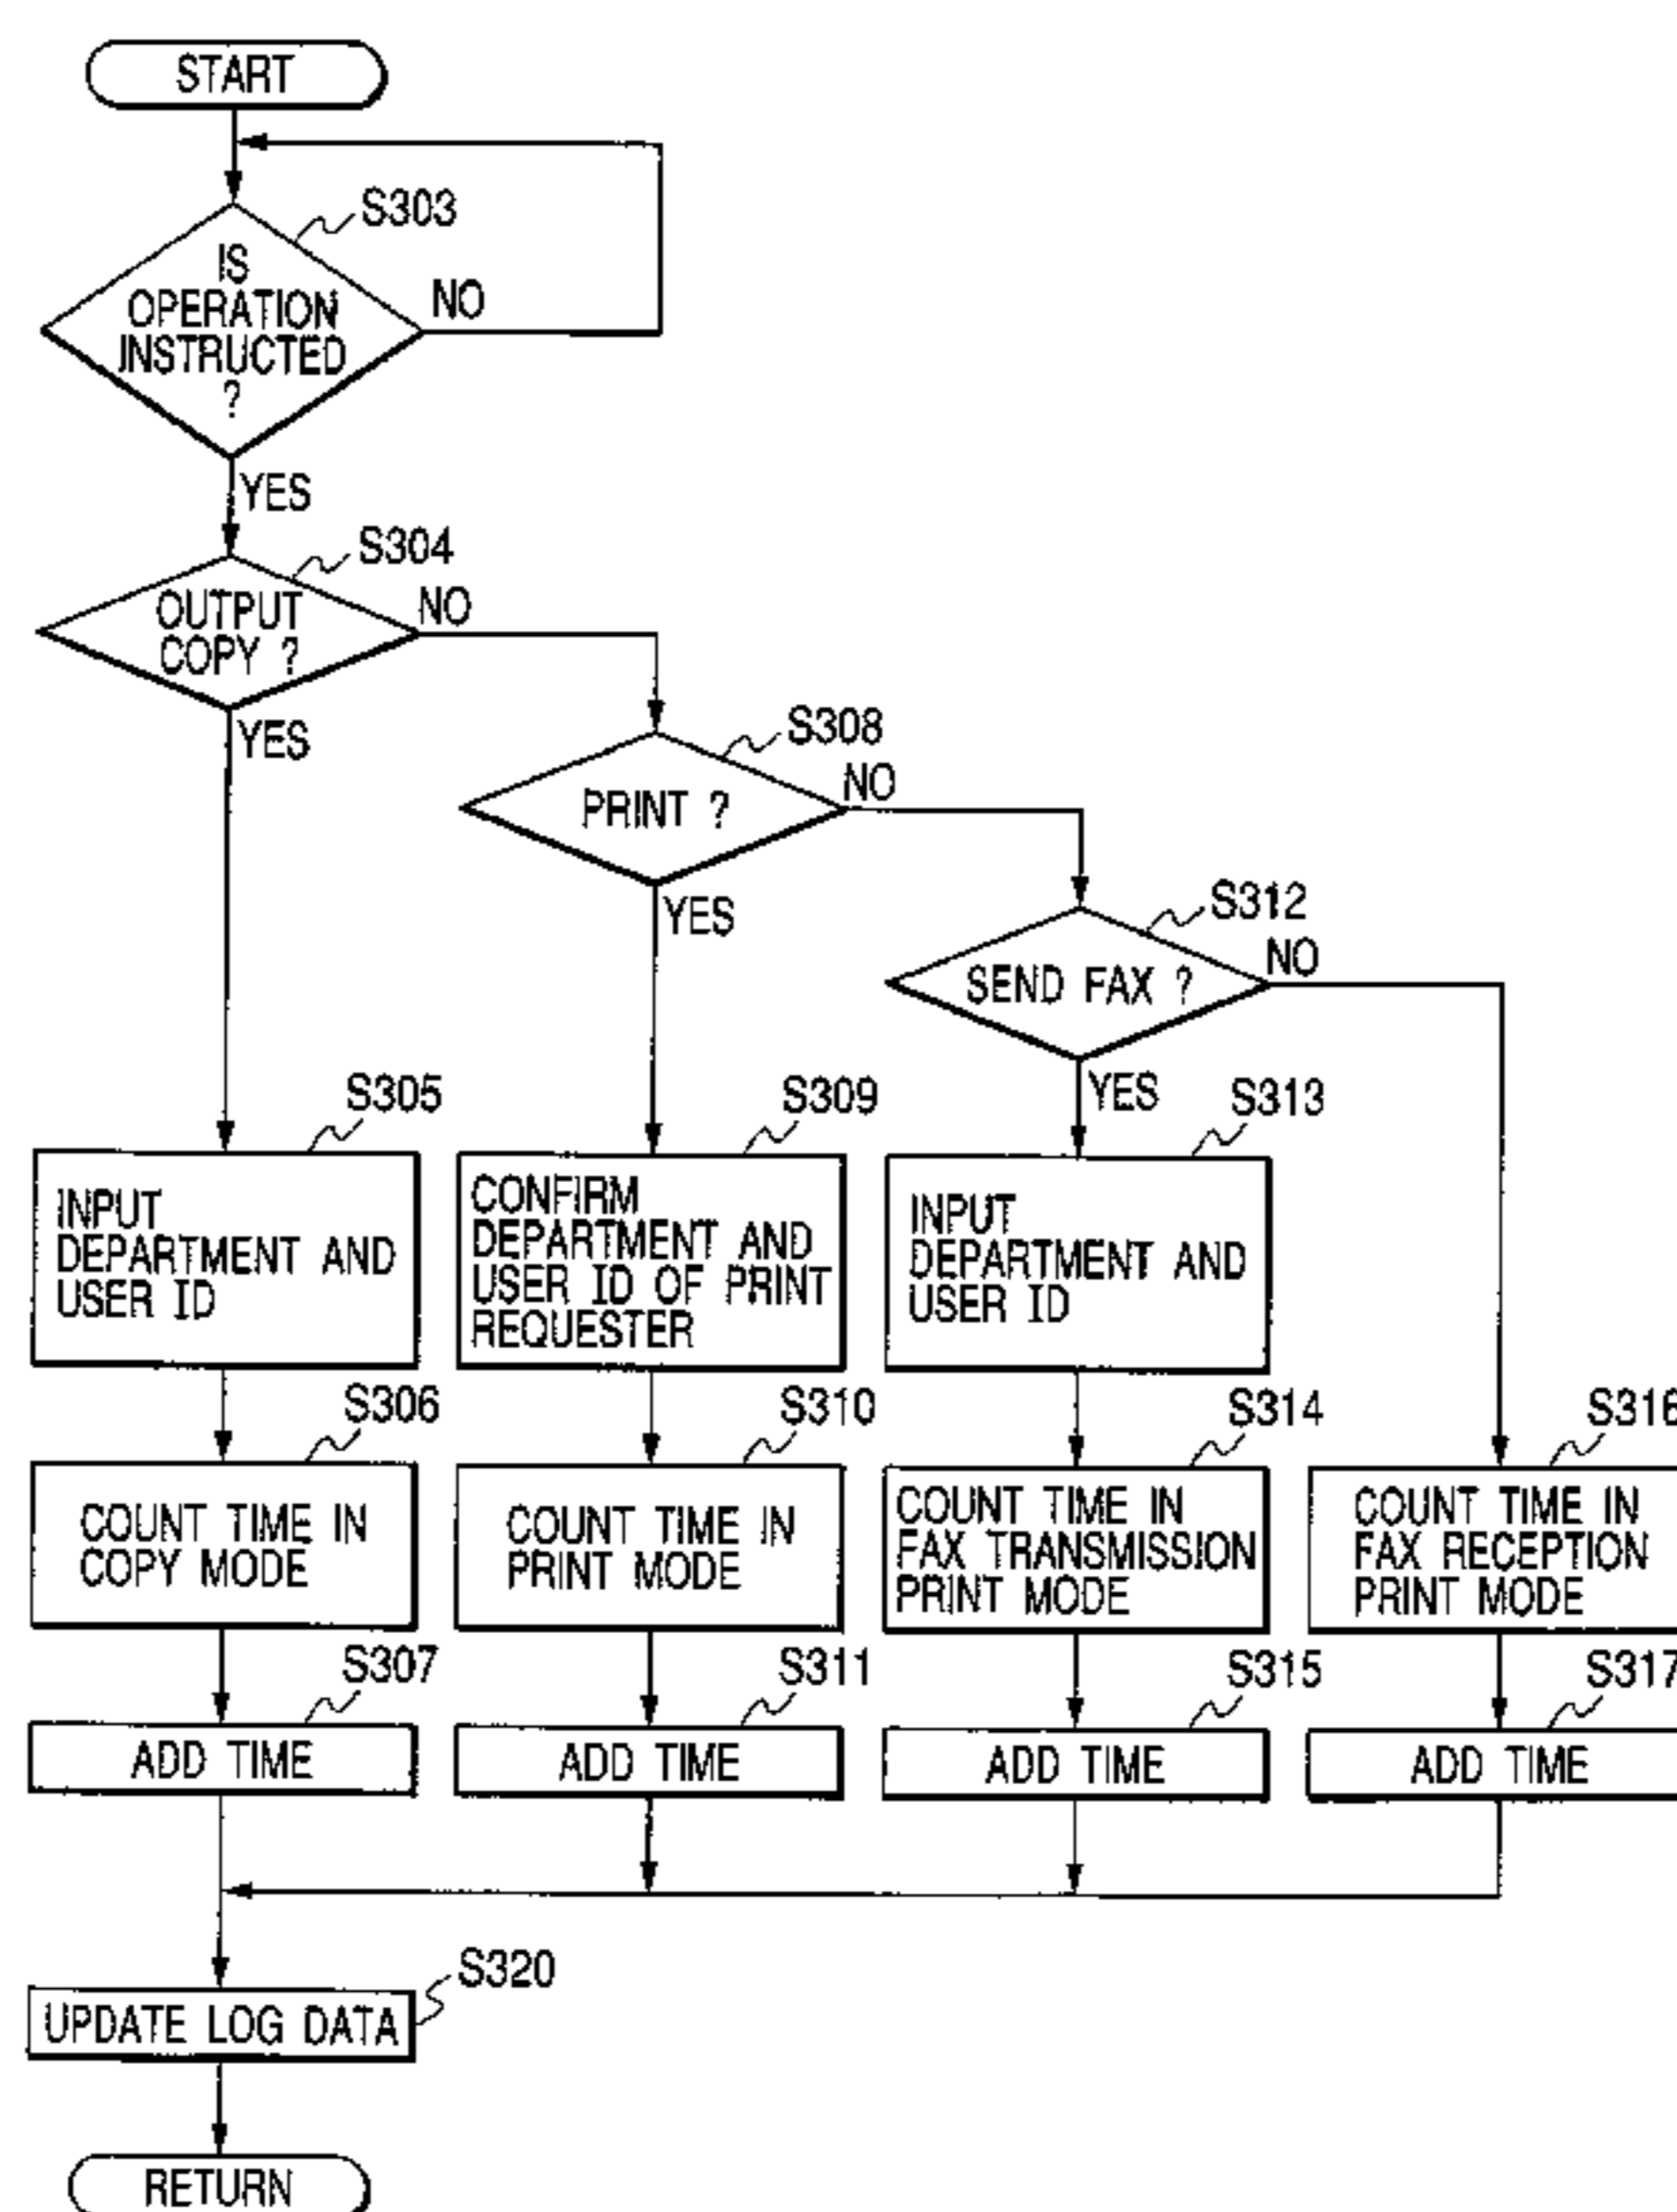 START
S303
IS
OPERATION
INSTRUCTED
?
NO
YES
S304
OUTPUT
COPY ?
NO
YES
S308
PRINT ?
NO
YES
S312
SEND FAX ?
NO
YES
S305
INPUT
DEPARTMENT AND
USER ID
S309
CONFIRM
DEPARTMENT AND
USER ID OF PRINT
REQUESTER
S313
INPUT
DEPARTMENT AND
USER ID
S306
COUNT TIME IN
COPY MODE
S310
COUNT TIME IN
PRINT MODE
S314
COUNT TIME IN
FAX TRANSMISSION
PRINT MODE
S316
COUNT TIME IN
FAX RECEPTION
PRINT MODE
S307
ADD TIME
S311
ADD TIME
S315
ADD TIME
S317
ADD TIME
S320
UPDATE LOG DATA
RETURN